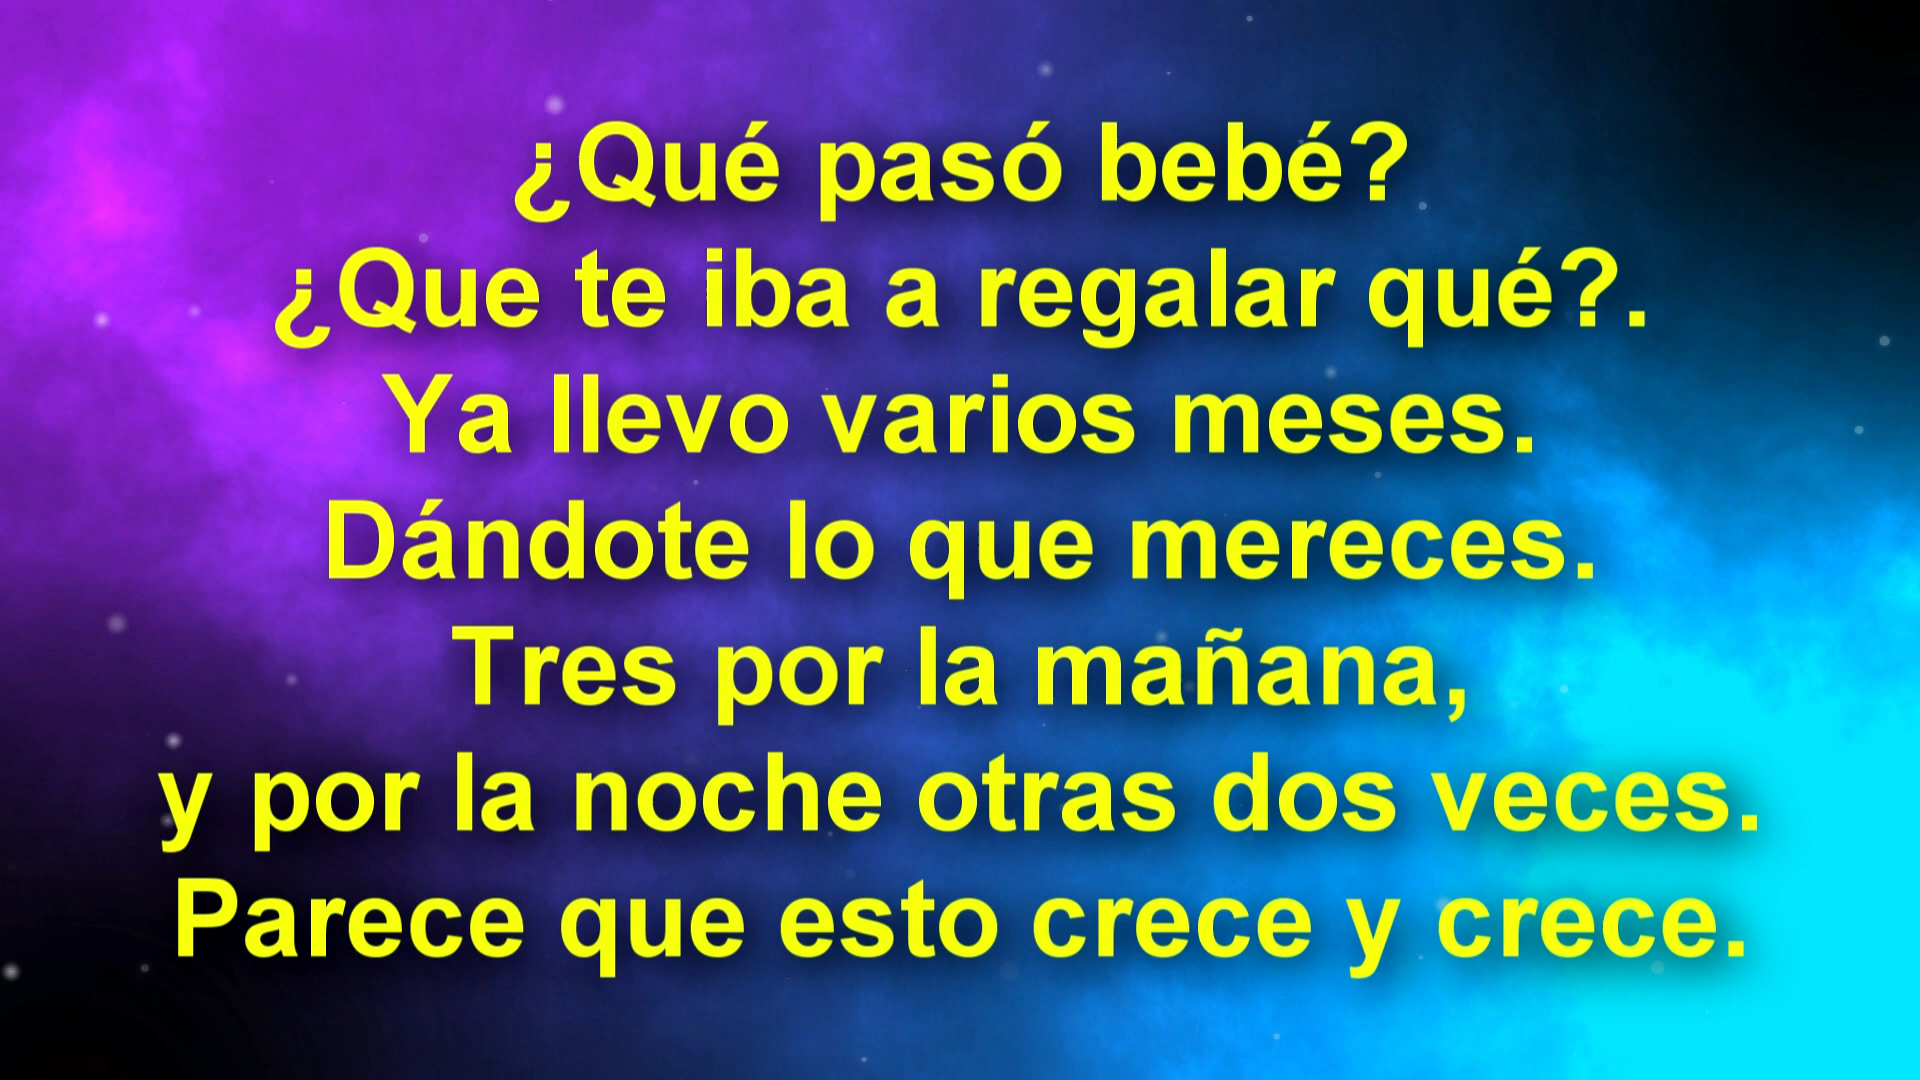 ¿Qué pasó bebé?
¿Que te iba a regalar qué?.
Ya llevo varios meses.
Dándote lo que mereces.
Tres por la mañana,
y por la noche otras dos veces.
Parece que esto crece y crece.